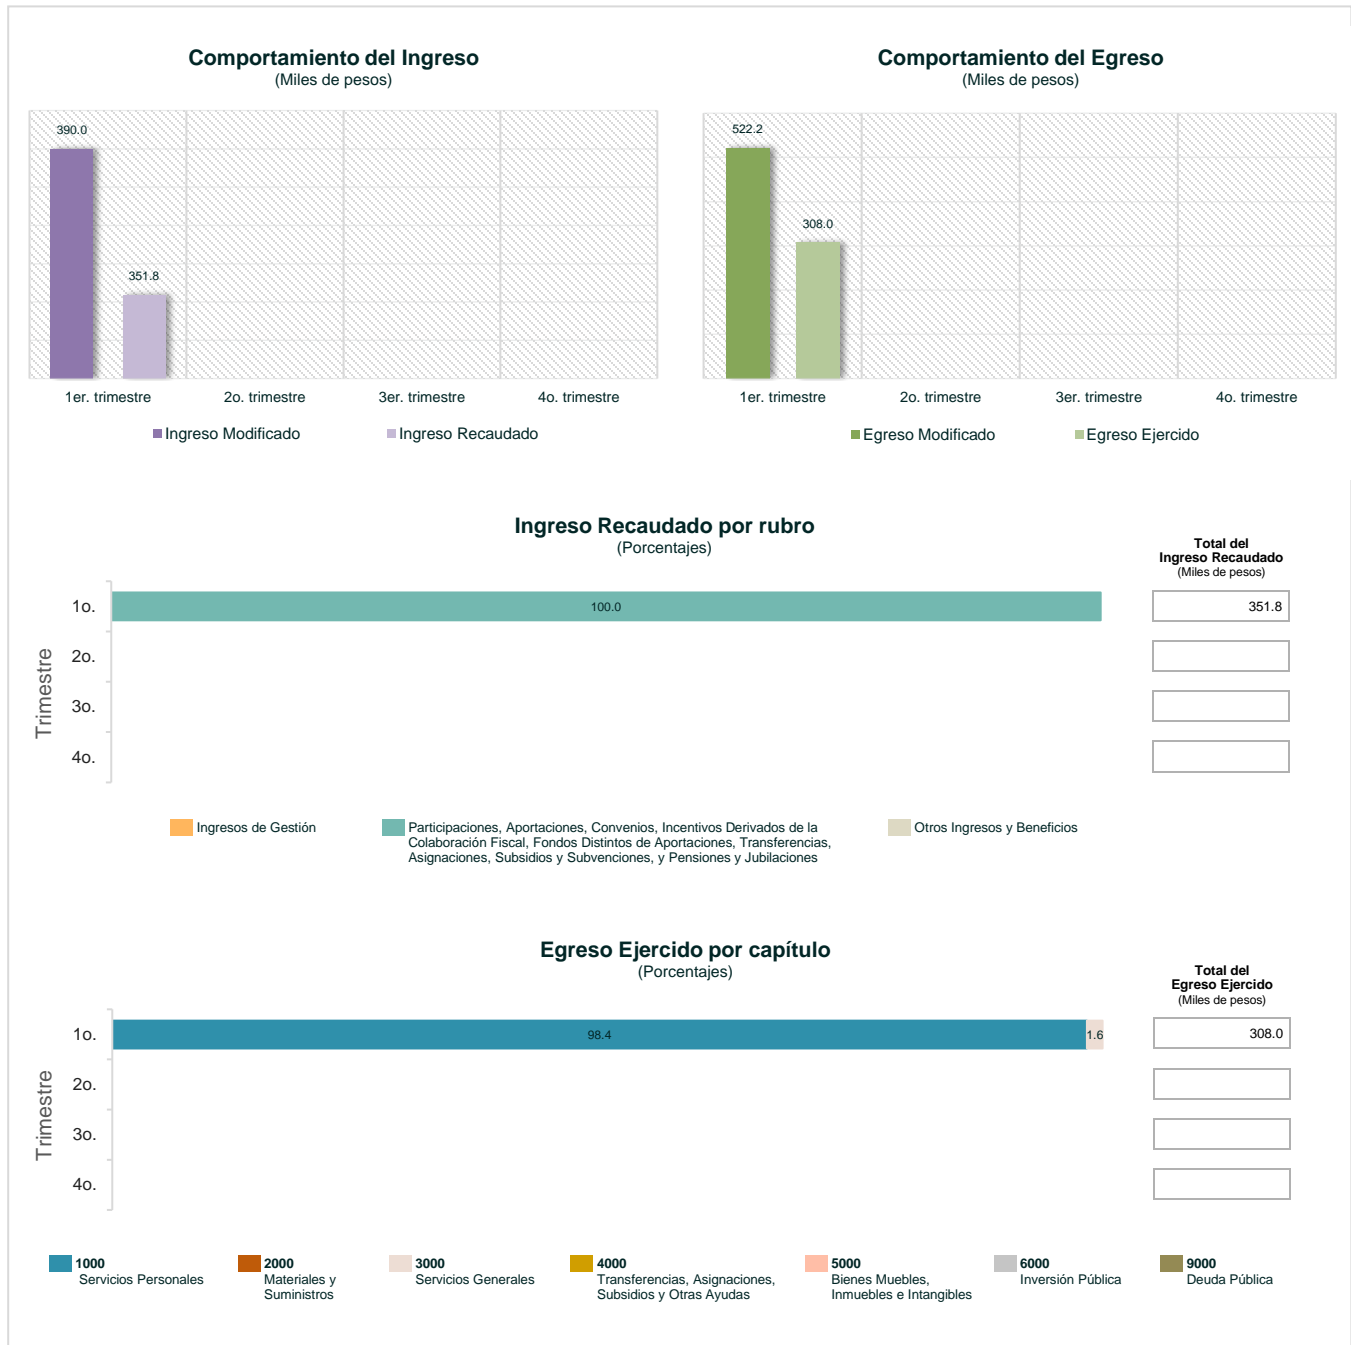 Comportamiento del Ingreso
(Miles de pesos)
390.0
351.8
1er. trimestre
2o. trimestre
3er. trimestre
4o. trimestre
Ingreso Modificado
Ingreso Recaudado
Comportamiento del Egreso
(Miles de pesos)
522.2
308.0
1er. trimestre
2o. trimestre
3er. trimestre
4o. trimestre
Egreso Modificado
Egreso Ejercido
Ingreso Recaudado por rubro
(Porcentajes)
Total del
Ingreso Recaudado
(Miles de pesos)
Trimestre
1o.
100.0
351.8
2o.
3o.
4o.
Ingresos de Gestión
Participaciones, Aportaciones, Convenios, Incentivos Derivados de la
Colaboración Fiscal, Fondos Distintos de Aportaciones, Transferencias,
Asignaciones, Subsidios y Subvenciones, y Pensiones y Jubilaciones
Otros Ingresos y Beneficios
Egreso Ejercido por capítulo
(Porcentajes)
Total del
Egreso Ejercido
(Miles de pesos)
Trimestre
1o.
98.4
1.6
308.0
2o.
3o.
4o.
1000
Servicios Personales
2000
Materiales y
Suministros
3000
Servicios Generales
4000
Transferencias, Asignaciones,
Subsidios y Otras Ayudas
5000
Bienes Muebles,
Inmuebles e Intangibles
6000
Inversión Pública
9000
Deuda Pública